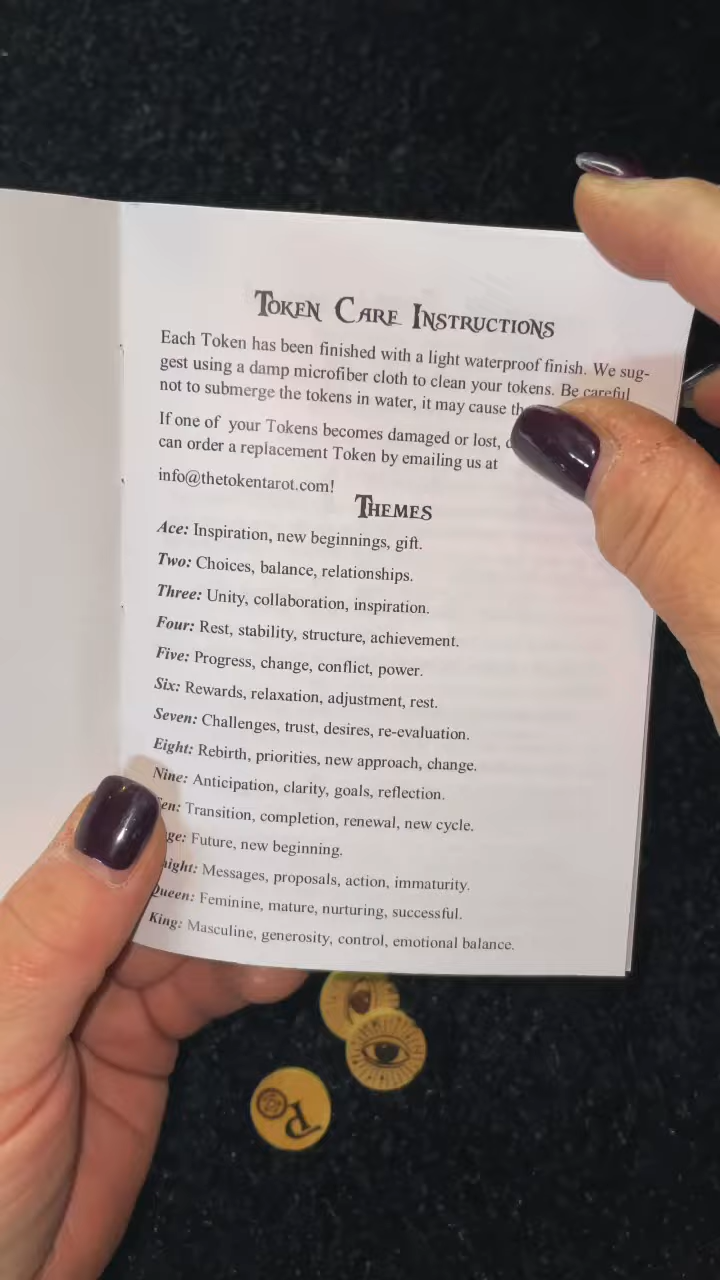 Token Care Instructions
Each Token has been finished with a light waterproof finish. We sug-
gest using a damp microfiber cloth to clean your tokens. Be careful
not to submerge the tokens in water, it may cause
If one of your Tokens becomes damaged or lost,
can order a replacement Token by emailing us at
info@thetokentarot.com!
Themes
Ace: Inspiration, new beginnings, gift.
Two: Choices, balance, relationships.
Three: Unity, collaboration, inspiration.
Four: Rest, stability, structure, achievement.
Five: Progress, change, conflict, power.
Six: Rewards, relaxation, adjustment, rest.
Seven: Challenges, trust, desires, re-evaluation.
Eight: Rebirth, priorities, new approach, change.
Nine: Anticipation, clarity, goals, reflection.
Ten: Transition, completion, renewal, new cycle.
Future, new beginning.
Knight: Messages, proposals, action, immaturity.
Queen: Feminine, mature, nurturing, successful.
King: Masculine, generosity, control, emotional balance.
R